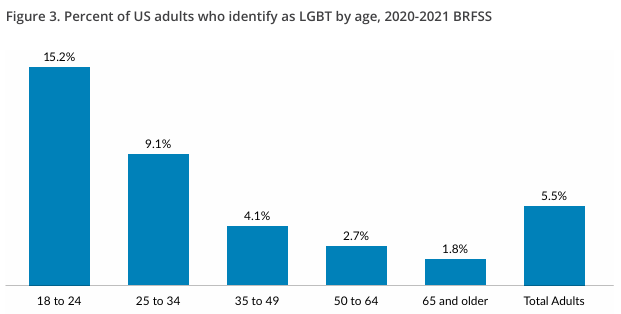 Figure 3. Percent of US adults who identify as LGBT by age, 2020-2021 BRFSS
15.2%
9.1%
4.1%
2.7%
1.8%
5.5%
18 to 24
25 to 34
35 to 49
50 to 64
65 and older
Total Adults